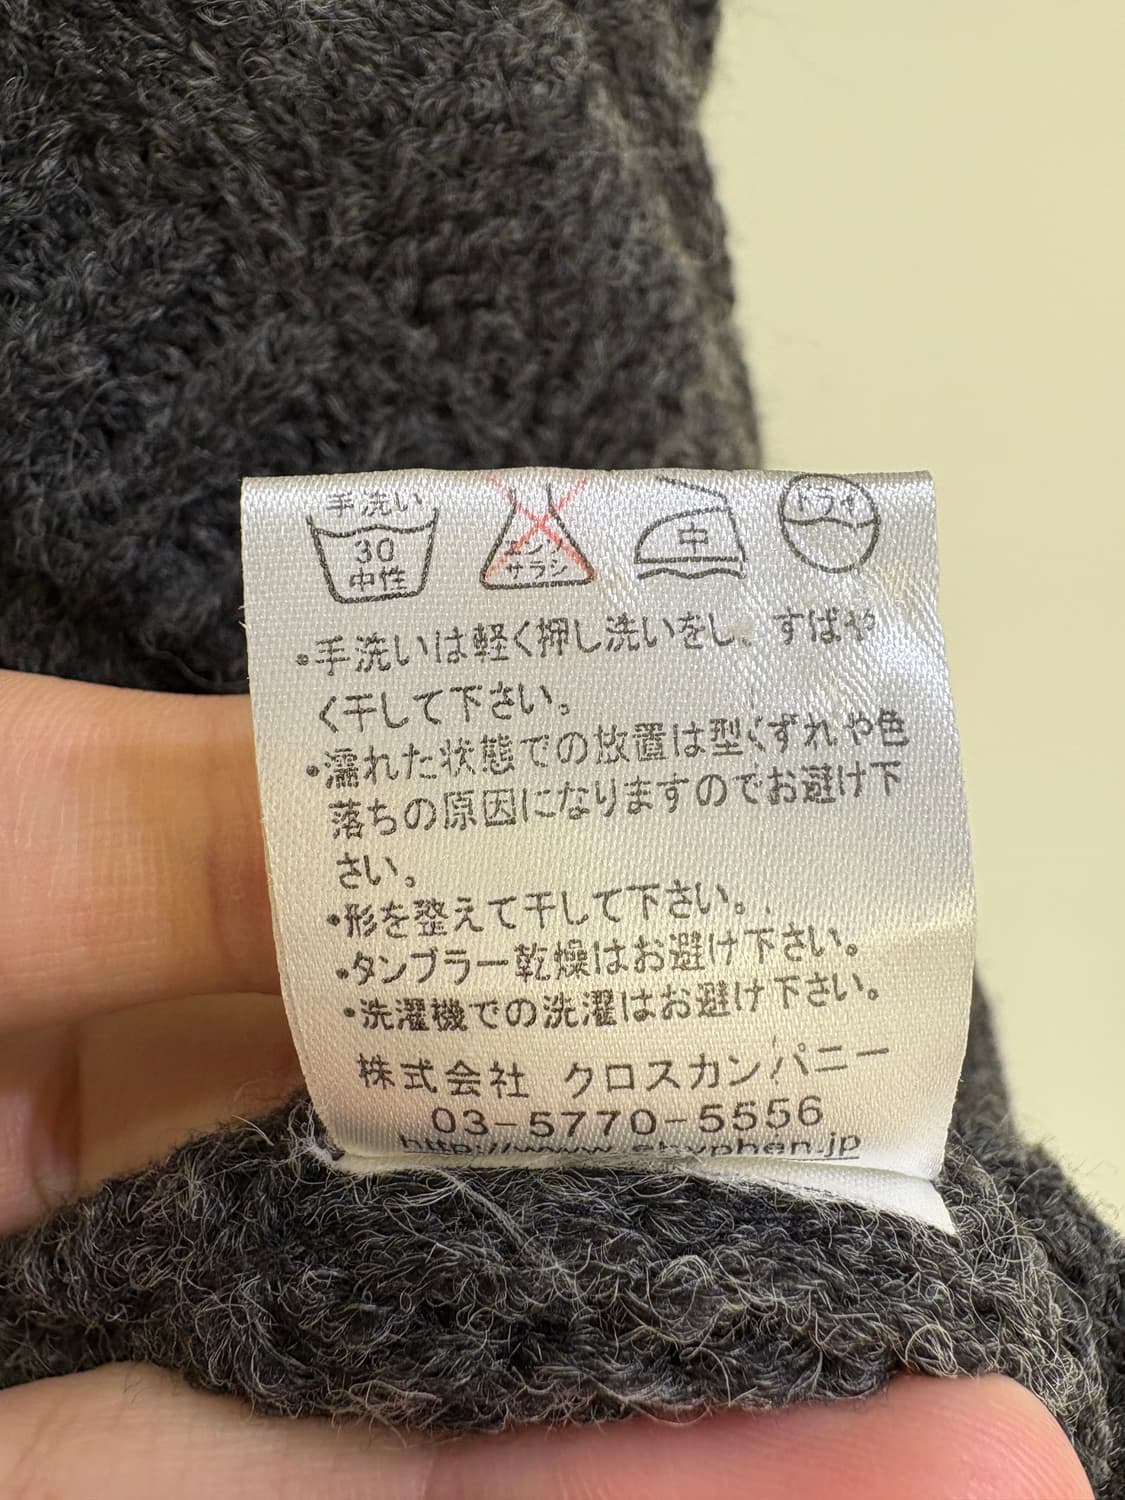 手洗い
30
中性
エンソ
サラシ
中
ドライ
・手洗いは軽く押し洗いをし、すばや
く干して下さい。
・濡れた状態での放置は型くずれや色
落ちの原因になりますのでお避け下
さい。
・形を整えて干して下さい。
・タンブラー乾燥はお避け下さい。
・洗濯機での洗濯はお避け下さい。
株式会社 クロスカンパニー
03-5770-5556
http://www.ehyphen.jp